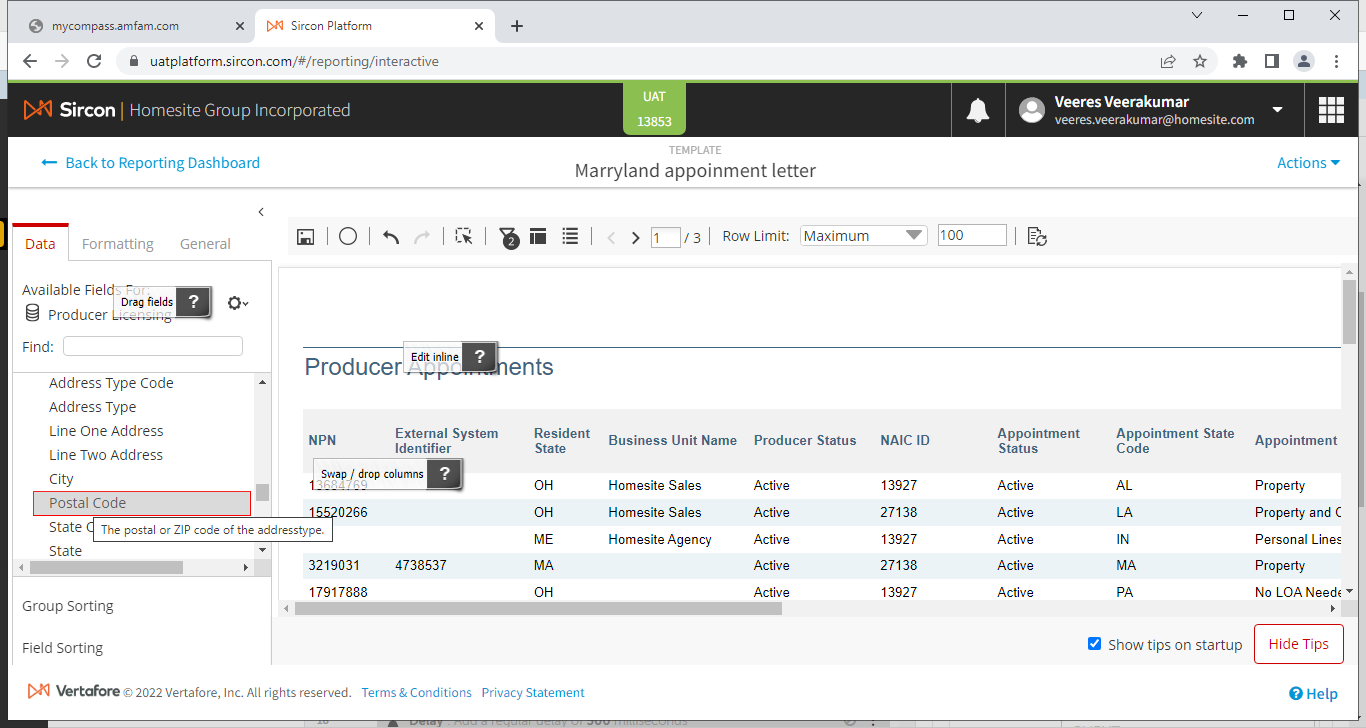 mycompass.amfam.com
Sircon Platform
uatplatform.sircon.com/#/reporting/interactive
Sircon | Homesite Group Incorporated
UAT
13853
Veeres Veerakumar
veeres.veerakumar@homesite.com
Back to Reporting Dashboard
TEMPLATE
Marryland appoinment letter
Actions
Data Formatting General
2
1 / 3 Row Limit: Maximum 100
Available Fields For:
Drag fields ?
Producer Licensing
Find:
Address Type Code
Address Type
Line One Address
Line Two Address
City
Postal Code
State C
The postal or ZIP code of the addresstype.
State
Group Sorting
Field Sorting
Edit inline ?
Producer Appointments
NPN External System Identifier Resident State Business Unit Name Producer Status NAIC ID Appointment Status Appointment State Code Appointment
Swap / drop columns ?
13684769 OH Homesite Sales Active 13927 Active AL Property
15520266 OH Homesite Sales Active 27138 Active LA Property and C
ME Homesite Agency Active 13927 Active IN Personal Lines
3219031 4738537 MA Active 27138 Active MA Property
17917888 OH Active 13927 Active PA No LOA Neede
Show tips on startup Hide Tips
Vertafore © 2022 Vertafore, Inc. All rights reserved. Terms & Conditions Privacy Statement
? Help
18 Delay : Add a regular delay of 500 milliseconds